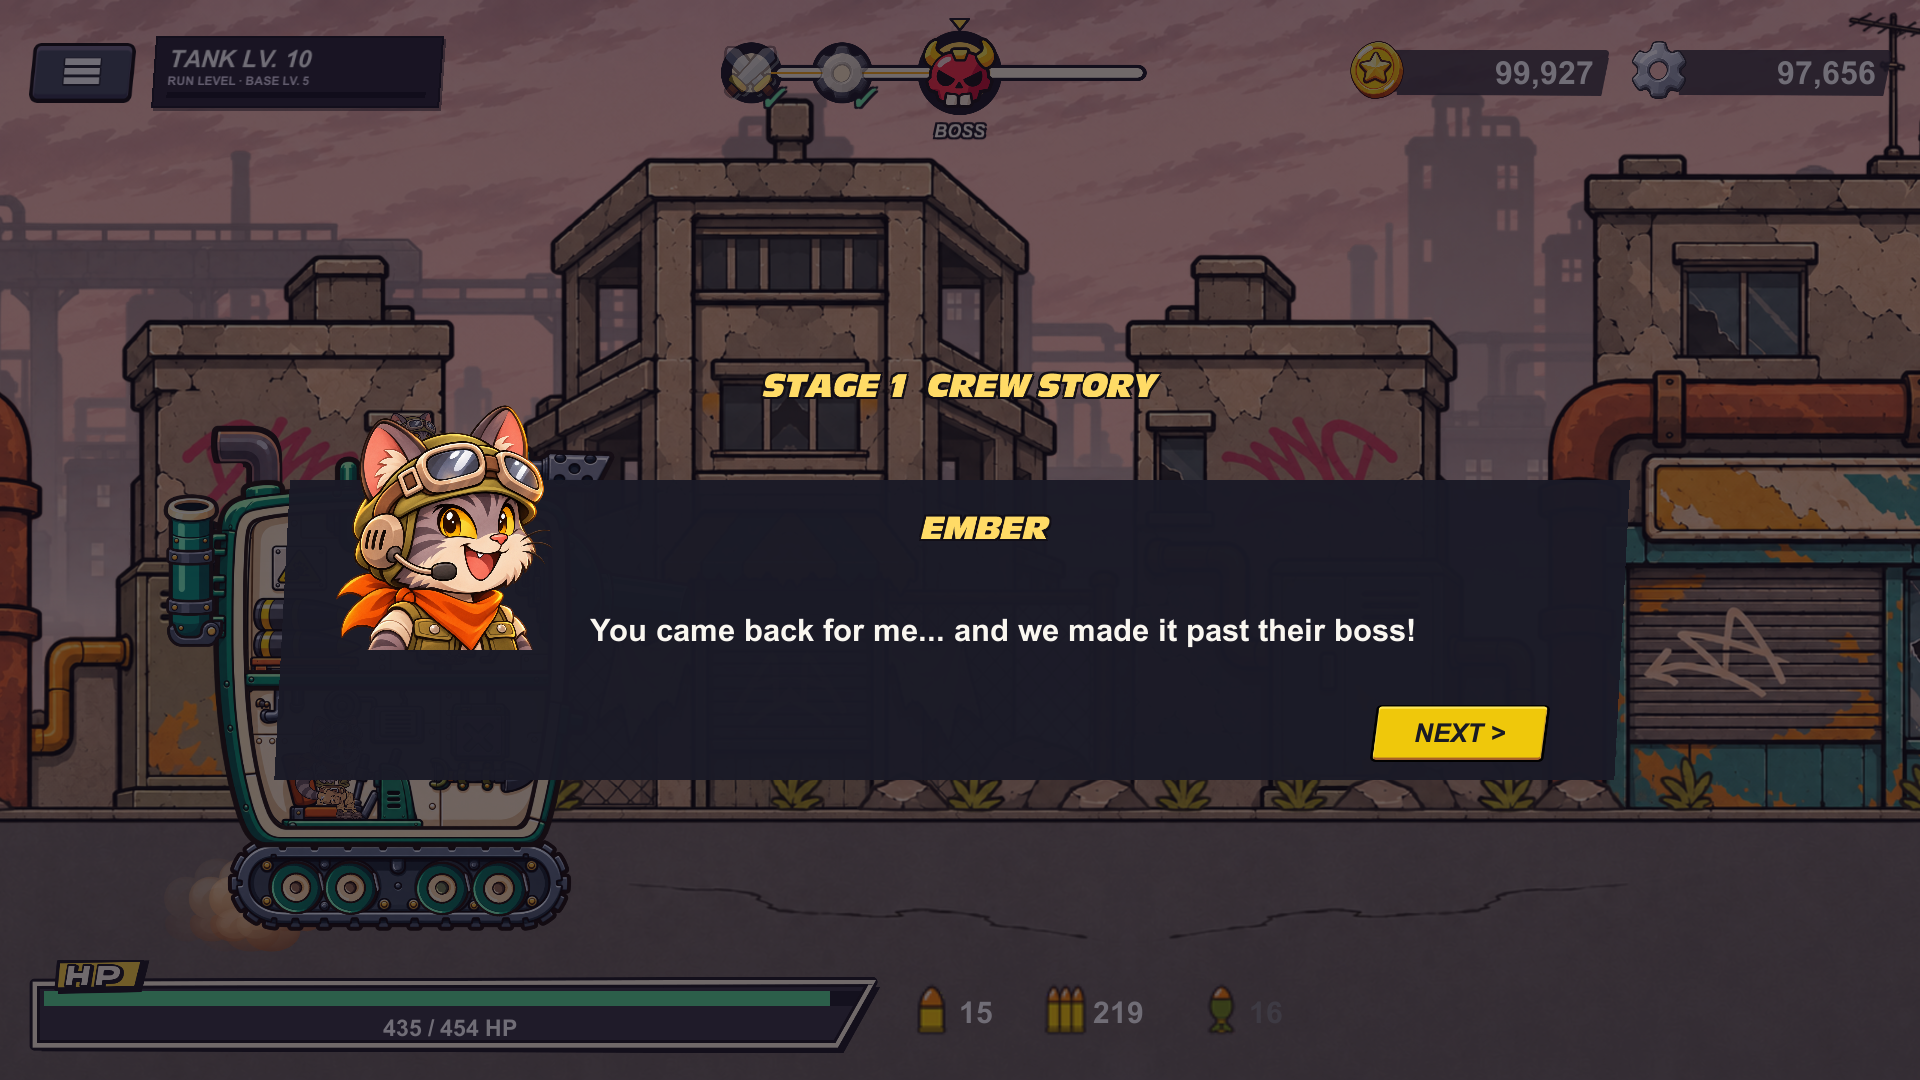 TANK LV. 10
RUN LEVEL · BASE LV. 5
BOSS
99,927
97,656
STAGE 1 CREW STORY
EMBER
You came back for me... and we made it past their boss!
NEXT >
HP
435 / 454 HP
15
219
16